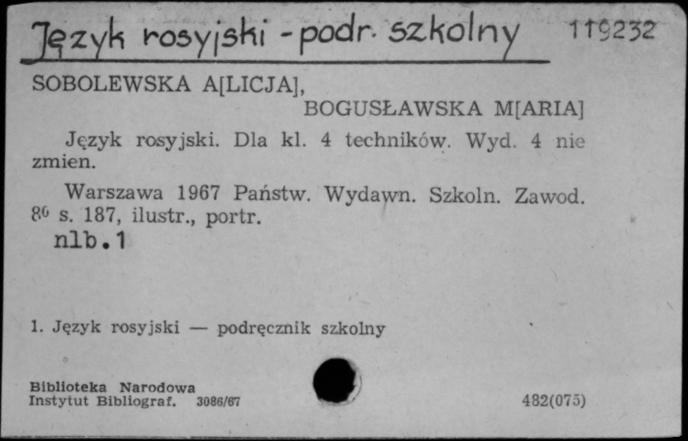 Język rosyjski - podr. szkolny 119232
SOBOLEWSKA A[LICJA],
BOGUSŁAWSKA M[ARIA]
Język rosyjski. Dla kl. 4 techników. Wyd. 4 nie
zmien.
Warszawa 1967 Państw. Wydawn. Szkoln. Zawod.
8⁰ s. 187, ilustr., portr.
nlb.1
1. Język rosyjski — podręcznik szkolny
Biblioteka Narodowa
Instytut Bibliograf. 3086/67
482(075)